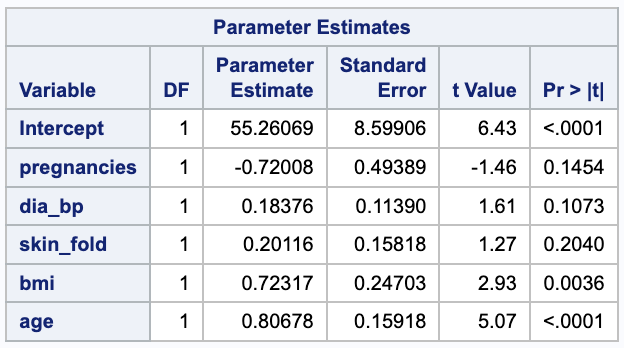 Parameter Estimates
Variable DF Parameter Estimate Standard Error t Value Pr > |t|
Intercept 1 55.26069 8.59906 6.43 <.0001
pregnancies 1 -0.72008 0.49389 -1.46 0.1454
dia_bp 1 0.18376 0.11390 1.61 0.1073
skin_fold 1 0.20116 0.15818 1.27 0.2040
bmi 1 0.72317 0.24703 2.93 0.0036
age 1 0.80678 0.15918 5.07 <.0001